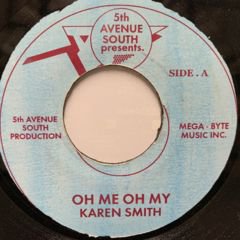 5th
AVENUE
SOUTH
presents.
SIDE . A
5th AVENUE
SOUTH
PRODUCTION
MEGA - BYTE
MUSIC INC.
OH ME OH MY
KAREN SMITH